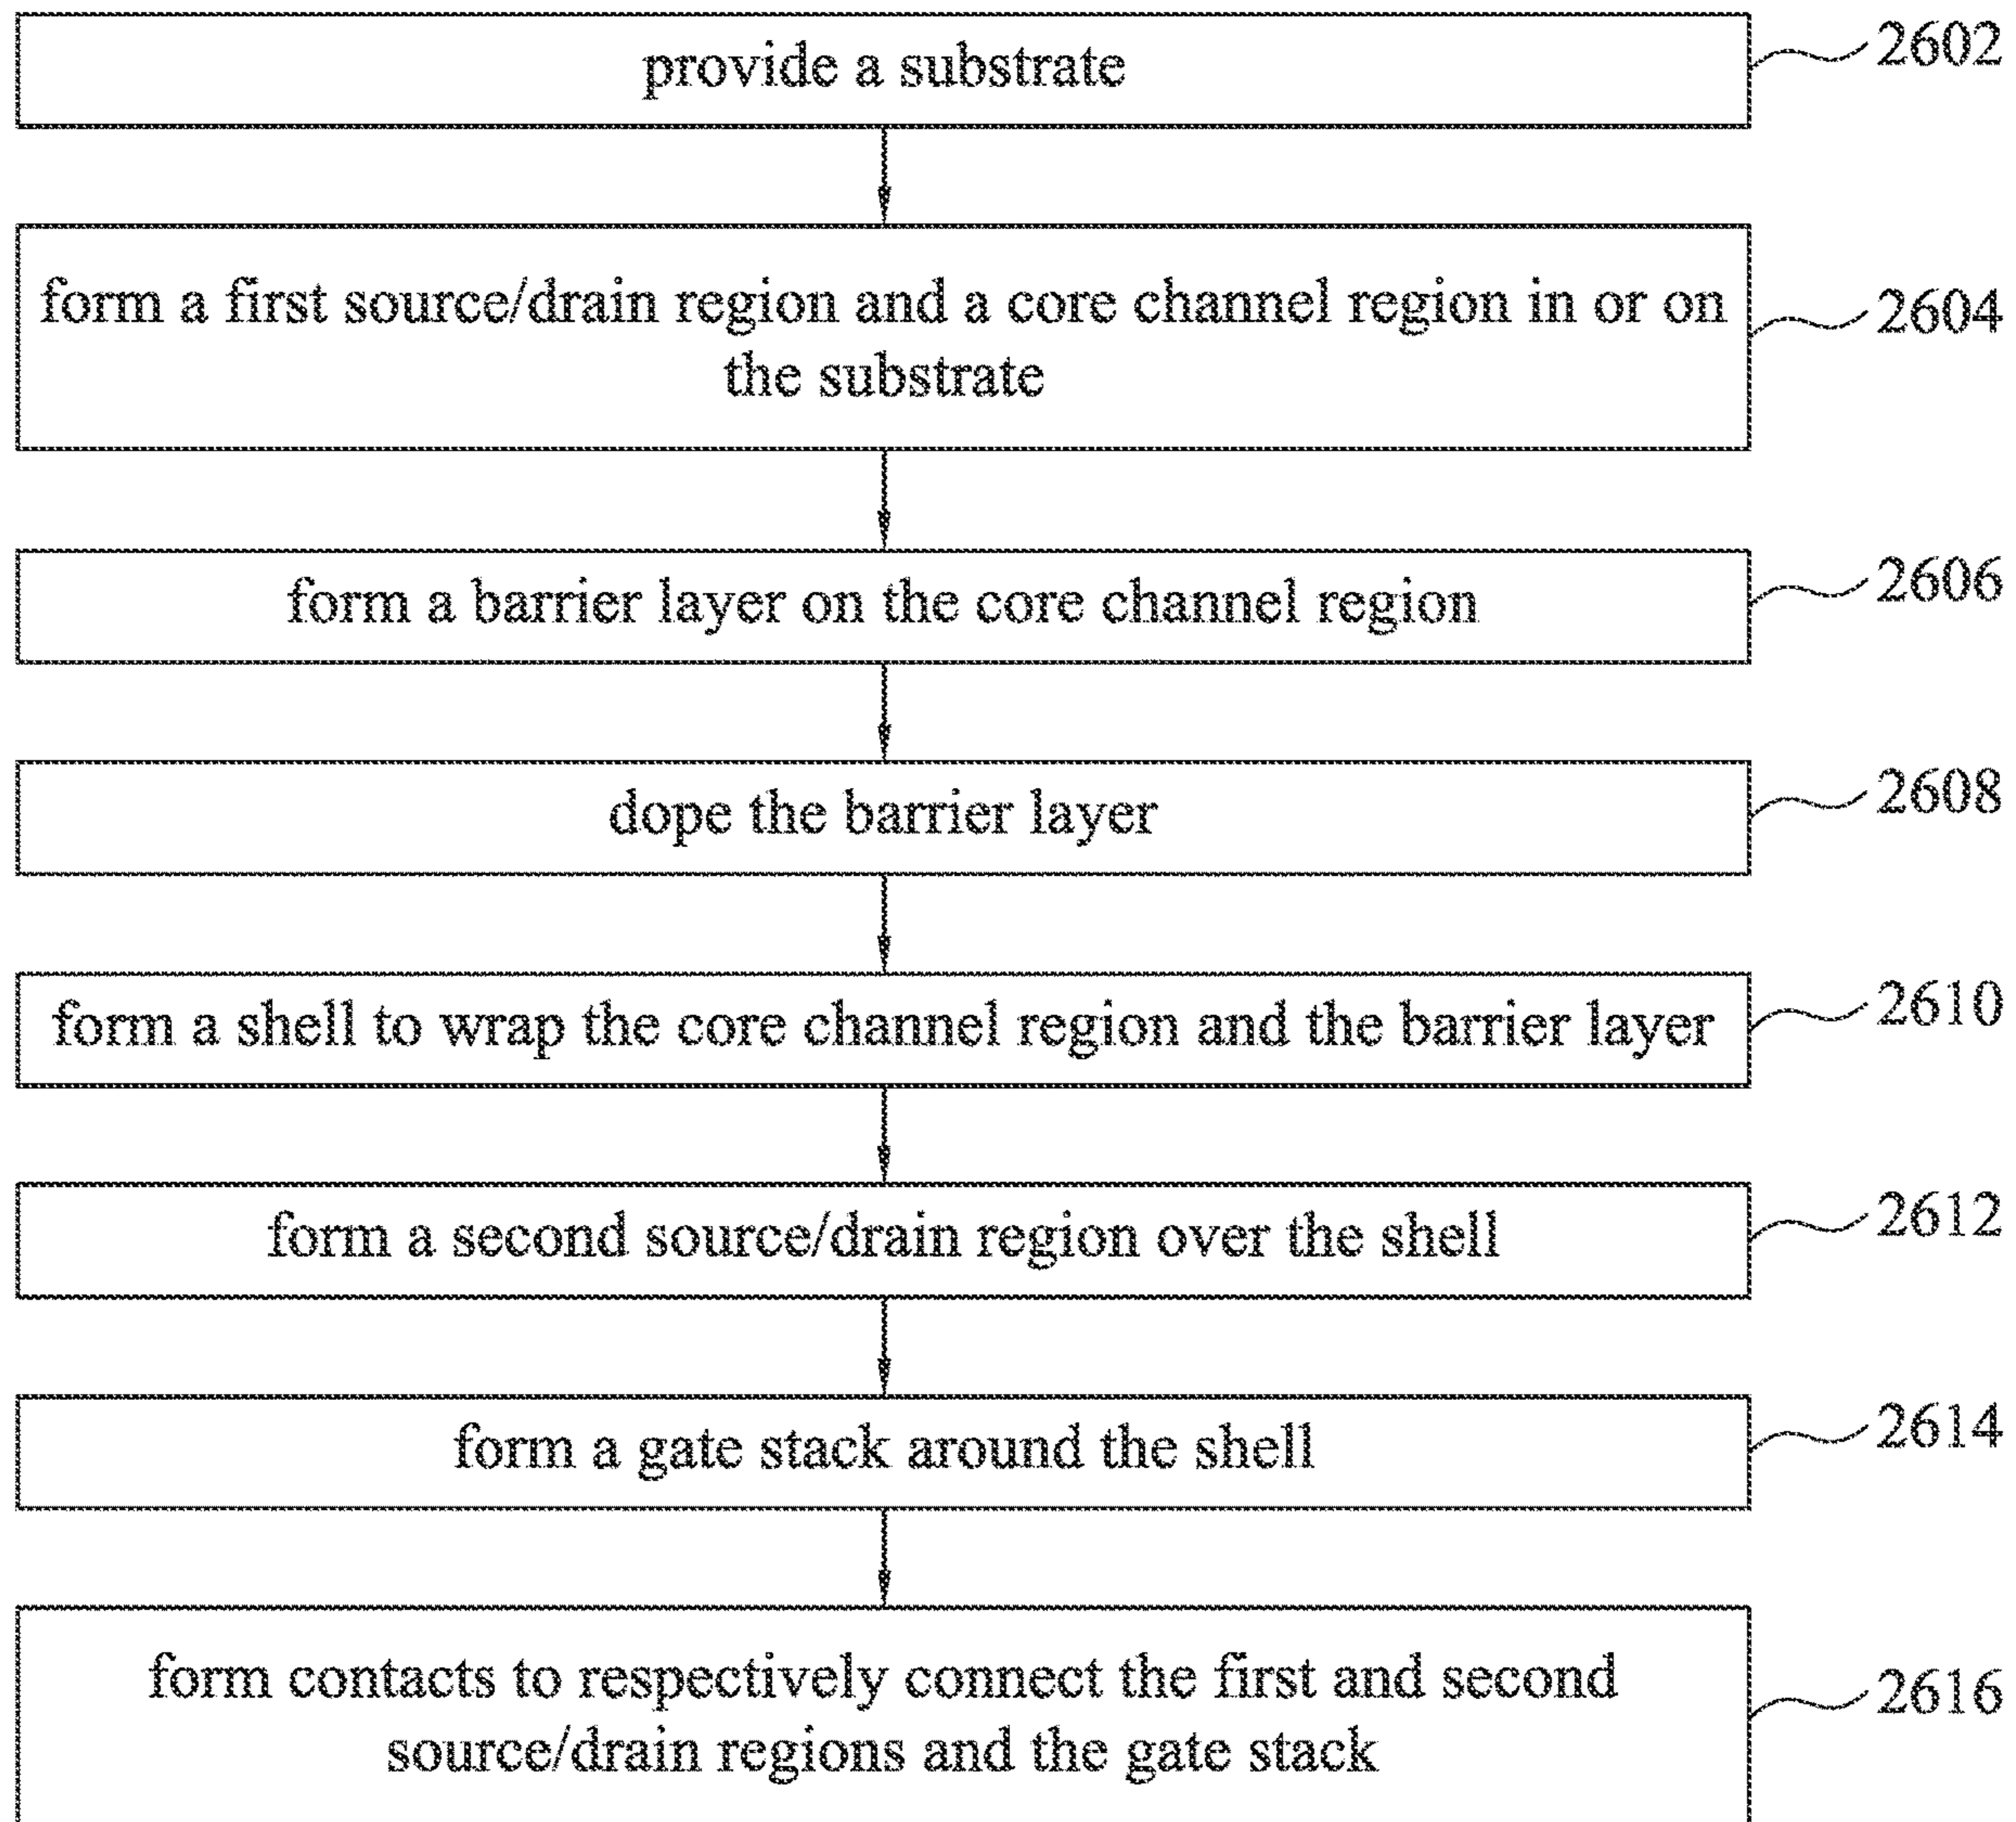 provide a substrate
2602
form a first source/drain region and a core channel region in or on
the substrate
2604
form a barrier layer on the core channel region
2606
dope the barrier layer
2608
form a shell to wrap the core channel region and the barrier layer
2610
form a second source/drain region over the shell
2612
form a gate stack around the shell
2614
form contacts to respectively connect the first and second
source/drain regions and the gate stack
2616